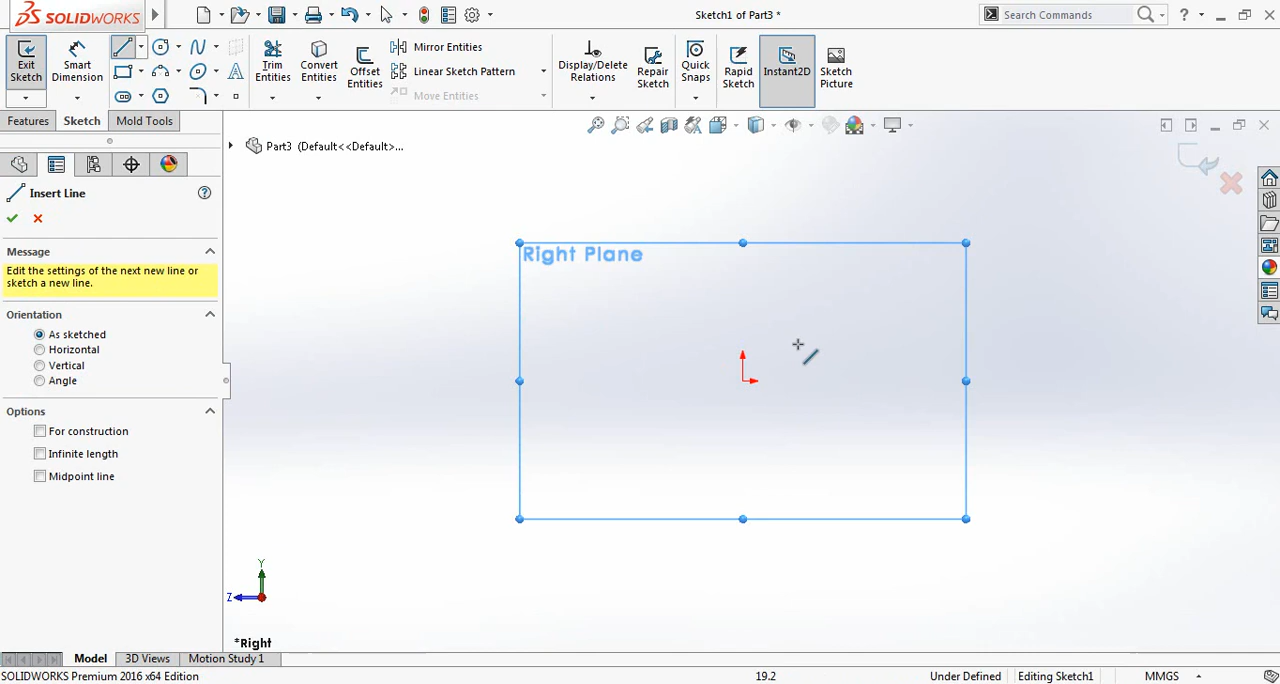 SOLIDWORKS
Sketch1 of Part3 *
Search Commands
?
Exit Sketch
Smart Dimension
Trim Entities
Convert Entities
Offset Entities
Mirror Entities
Linear Sketch Pattern
Move Entities
Display/Delete Relations
Repair Sketch
Quick Snaps
Rapid Sketch
Instant2D
Sketch Picture
Features
Sketch
Mold Tools
Part3 (Default<<Default>...
Insert Line
Message
Edit the settings of the next new line or
sketch a new line.
Orientation
As sketched
Horizontal
Vertical
Angle
Options
For construction
Infinite length
Midpoint line
Right Plane
Y
Z
*Right
Model
3D Views
Motion Study 1
SOLIDWORKS Premium 2016 x64 Edition
19.2
Under Defined
Editing Sketch1
MMGS